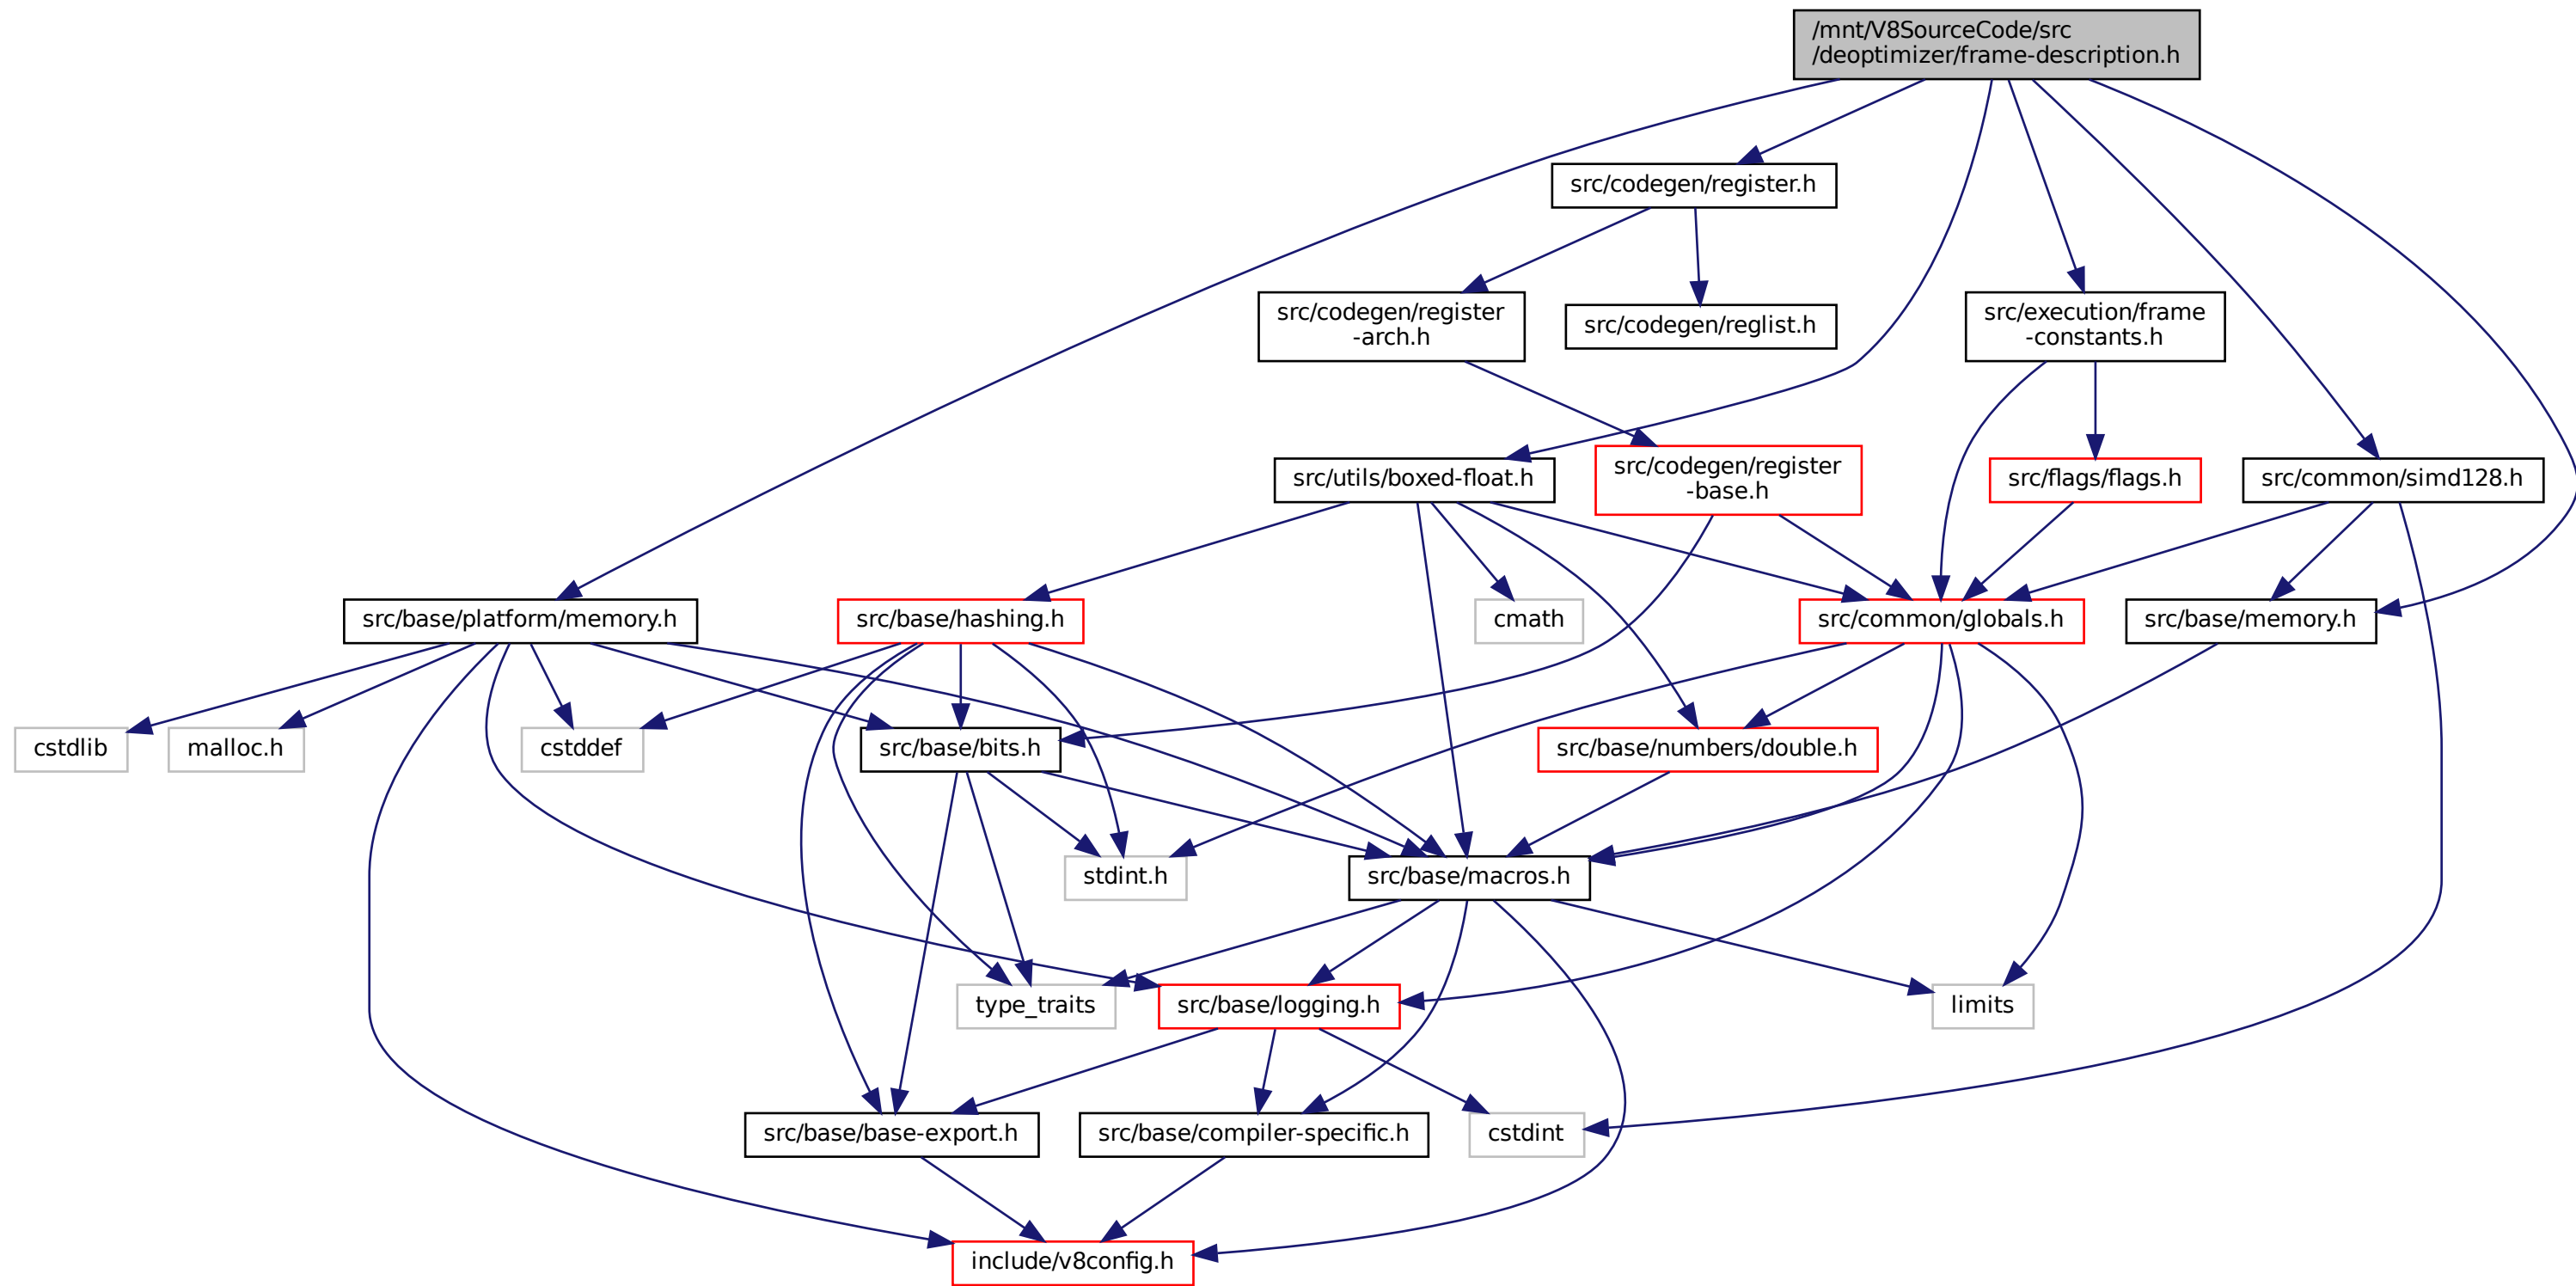 /mnt/V8SourceCode/src
/deoptimizer/frame-description.h
src/codegen/register.h
src/codegen/register
-arch.h
src/codegen/reglist.h
src/execution/frame
-constants.h
src/utils/boxed-float.h
src/codegen/register
-base.h
src/flags/flags.h
src/common/simd128.h
src/base/platform/memory.h
src/base/hashing.h
cmath
src/common/globals.h
src/base/memory.h
cstdlib
malloc.h
cstddef
src/base/bits.h
src/base/numbers/double.h
stdint.h
src/base/macros.h
type_traits
src/base/logging.h
limits
src/base/base-export.h
src/base/compiler-specific.h
cstdint
include/v8config.h